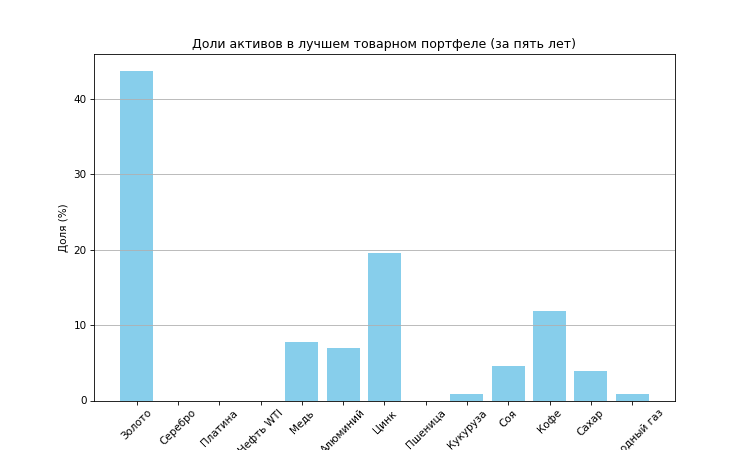 Доли активов в лучшем товарном портфеле (за пять лет)
Доля (%)
40
30
20
10
0
Золото
Серебро
Платина
Нефть WTI
Медь
Алюминий
Цинк
Пшеница
Кукуруза
Соя
Кофе
Сахар
газ